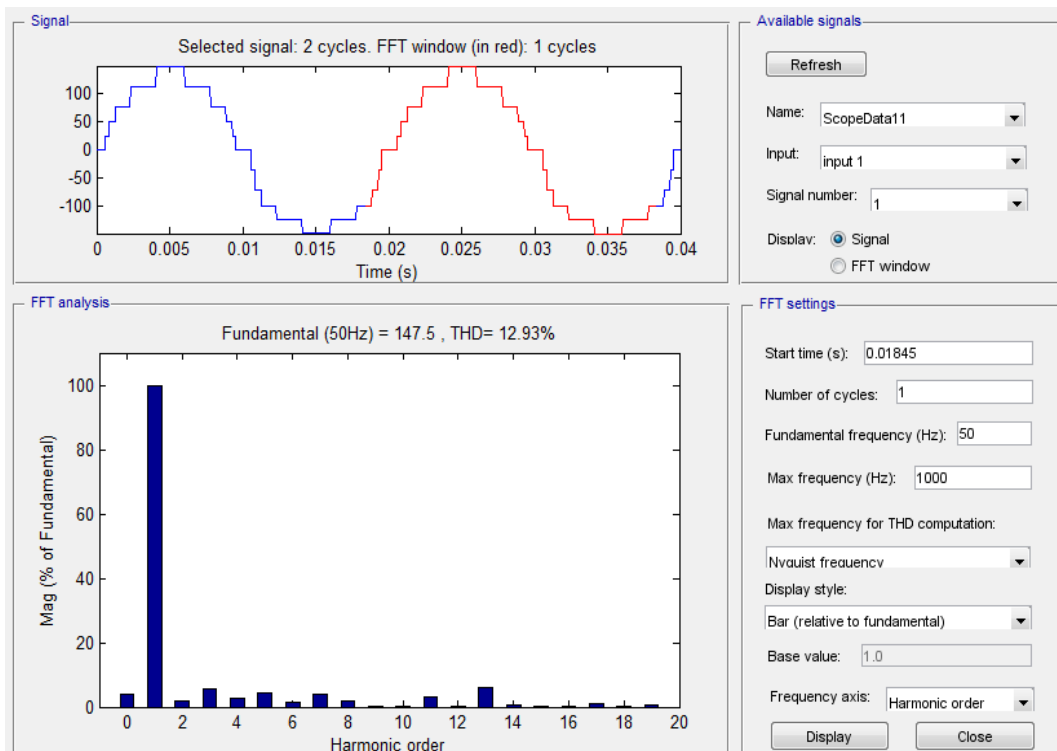 Signal
Selected signal: 2 cycles. FFT window (in red): 1 cycles
100
50
0
-50
-100
0 0.005 0.01 0.015 0.02 0.025 0.03 0.035 0.04
Time (s)
Available signals
Refresh
Name: ScopeData11
Input: input 1
Signal number: 1
Display: Signal
FFT window
FFT analysis
Fundamental (50Hz) = 147.5 , THD= 12.93%
100
80
60
40
20
0
Mag (% of Fundamental)
0 2 4 6 8 10 12 14 16 18 20
Harmonic order
FFT settings
Start time (s): 0.01845
Number of cycles: 1
Fundamental frequency (Hz): 50
Max frequency (Hz): 1000
Max frequency for THD computation:
Nyquist frequency
Display style:
Bar (relative to fundamental)
Base value: 1.0
Frequency axis: Harmonic order
Display Close